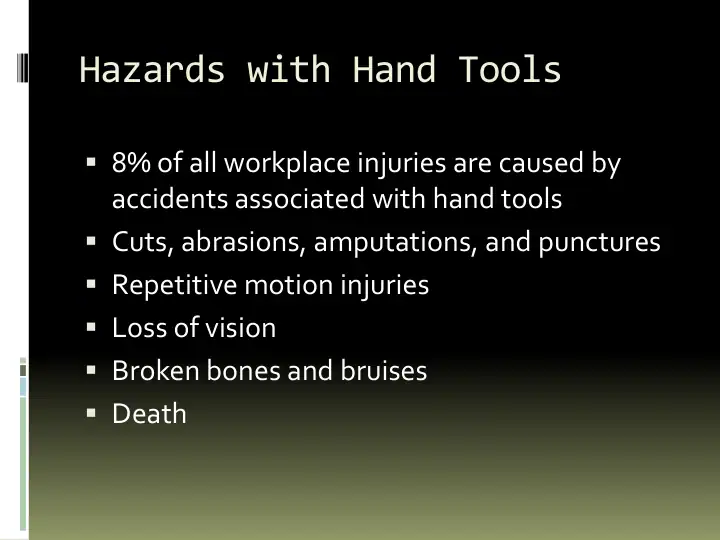 Hazards with Hand Tools
▪ 8% of all workplace injuries are caused by
accidents associated with hand tools
▪ Cuts, abrasions, amputations, and punctures
▪ Repetitive motion injuries
▪ Loss of vision
▪ Broken bones and bruises
▪ Death